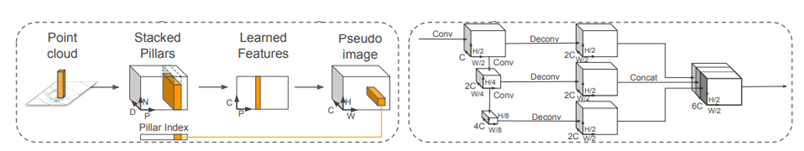 Point
cloud
Stacked
Pillars
Learned
Features
Pseudo
image
N
D
P
C
P
H
C
W
Pillar Index
Conv
H/2
C
W/2
Conv
Deconv
H/2
2C
W/2
H/4
2C
W/4
Conv
Deconv
H/2
2C
W/2
Concat
H/8
4C
W/8
Deconv
H/2
2C
W/2
6C
H/2
W/2